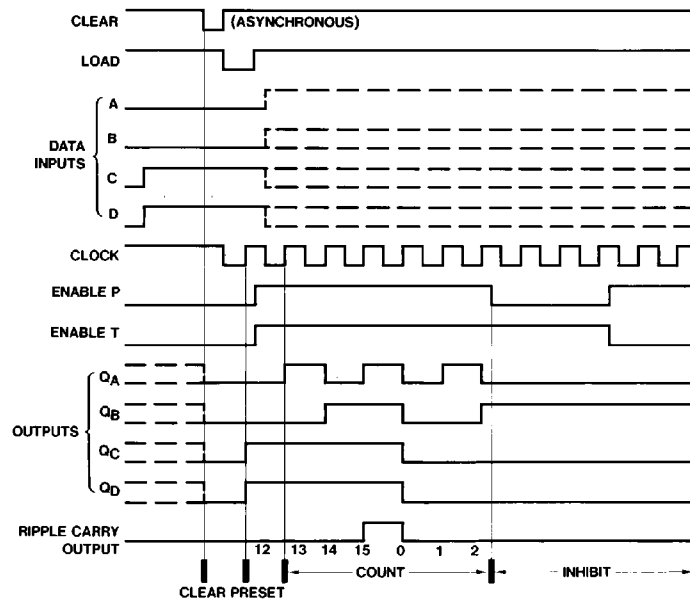 CLEAR (ASYNCHRONOUS)
LOAD
A
B
DATA
INPUTS
C
D
CLOCK
ENABLE P
ENABLE T
QA
QB
OUTPUTS
QC
QD
RIPPLE CARRY
OUTPUT
12 13 14 15 0 1 2
COUNT INHIBIT
CLEAR PRESET